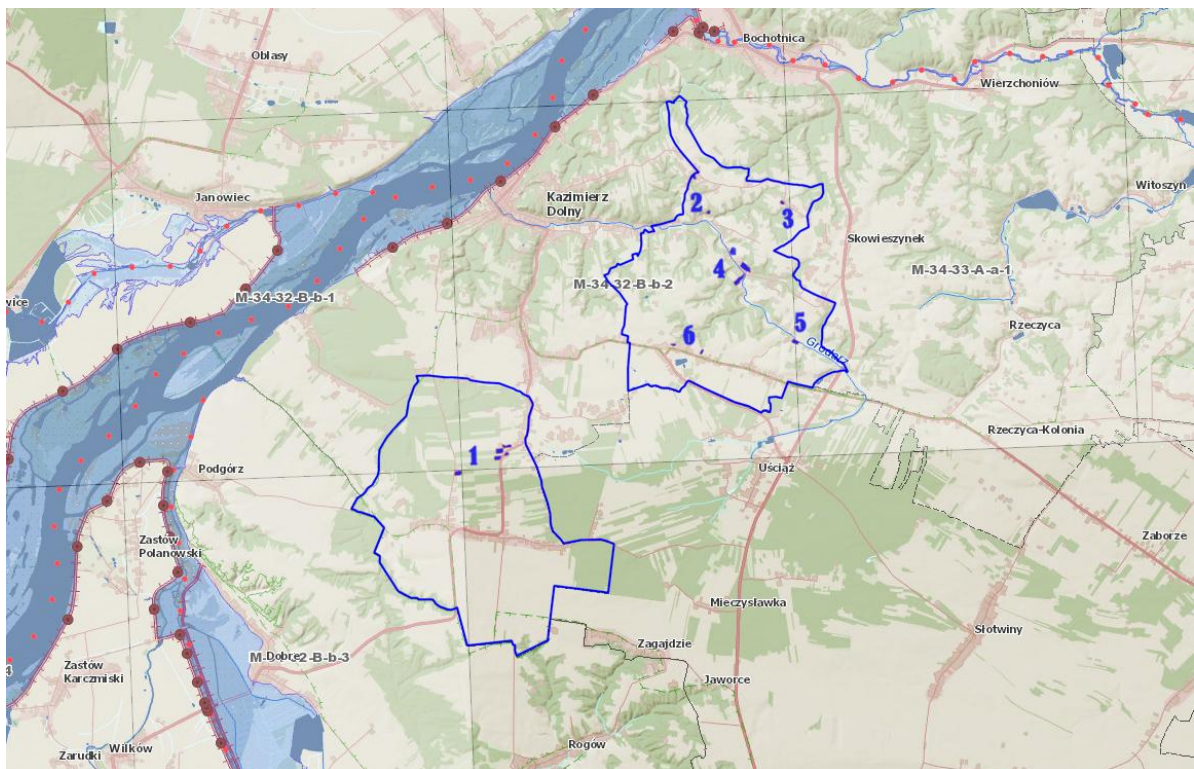 Bochotnica
Oblasy
Wierzchoniów
Janowiec
Kazimierz
Dolny
Witoszyn
2
3
Skowieszynek
4
M-34-33-A-a-1
M-34-32-B-b-2
M-34-32-B-b-1
5
Rzeczyca
6
Grodarz
Rzeczyca-Kolonia
1
Podgórz
Uściąż
Zastów
Polanowski
Zaborze
Mieczysławka
Słotwiny
Zagajdzie
Dobre
2-B-b-3
Zastów
Karczmiski
Jaworce
Rogów
Wilków
Zarudki